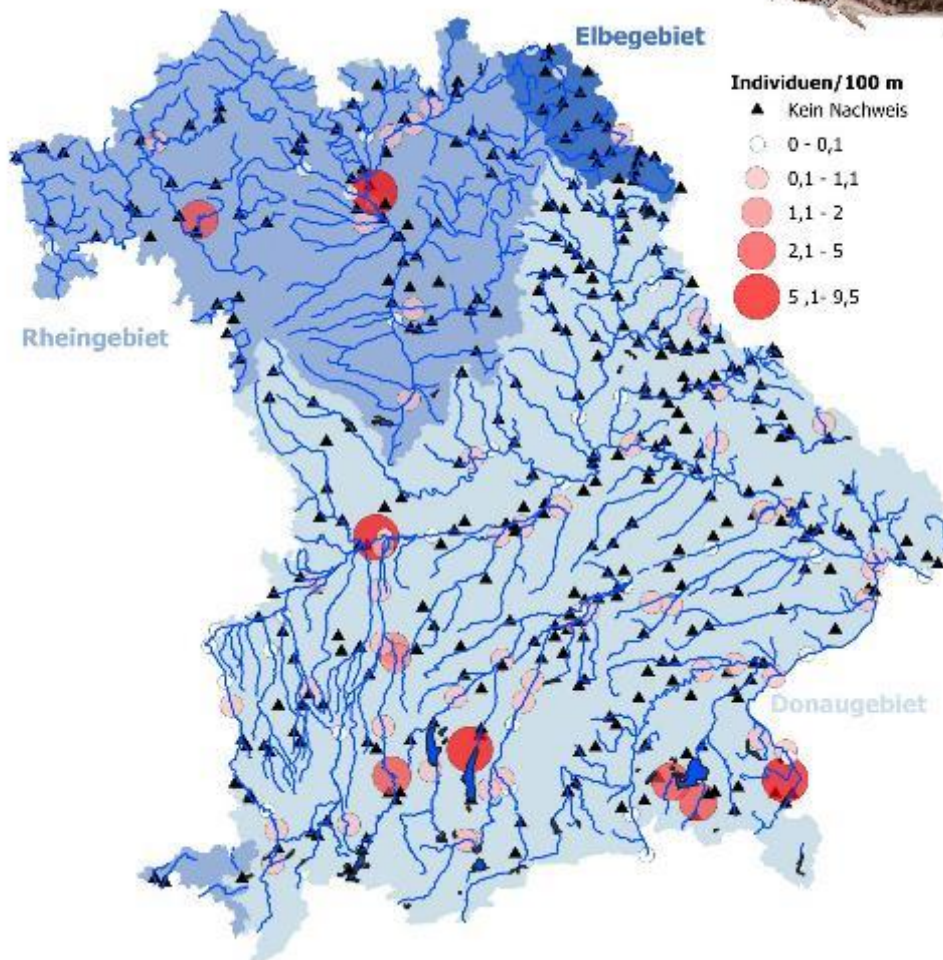 Elbegebiet
Individuen/100 m
Kein Nachweis
0 - 0,1
0,1 - 1,1
1,1 - 2
2,1 - 5
5 ,1- 9,5
Rheingebiet
Donaugebiet